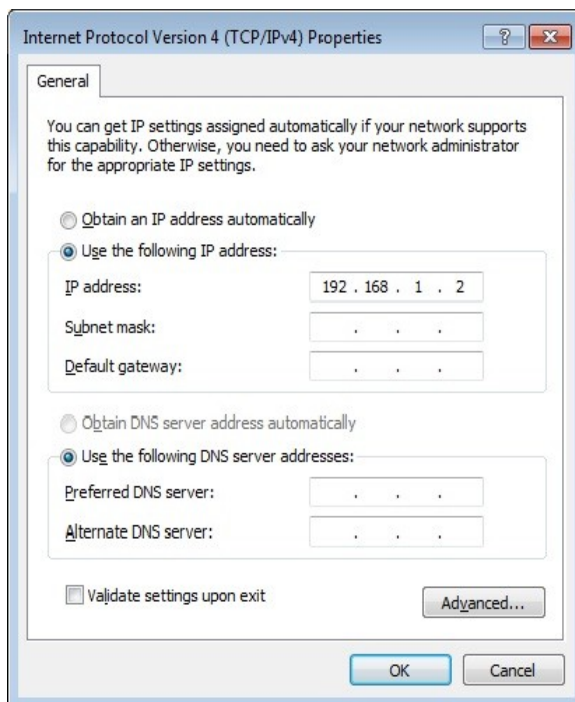 Internet Protocol Version 4 (TCP/IPv4) Properties
General
You can get IP settings assigned automatically if your network supports
this capability. Otherwise, you need to ask your network administrator
for the appropriate IP settings.
Obtain an IP address automatically
Use the following IP address:
IP address: 192 . 168 . 1 . 2
Subnet mask: . . .
Default gateway: . . .
Obtain DNS server address automatically
Use the following DNS server addresses:
Preferred DNS server: . . .
Alternate DNS server: . . .
Validate settings upon exit
Advanced...
OK Cancel